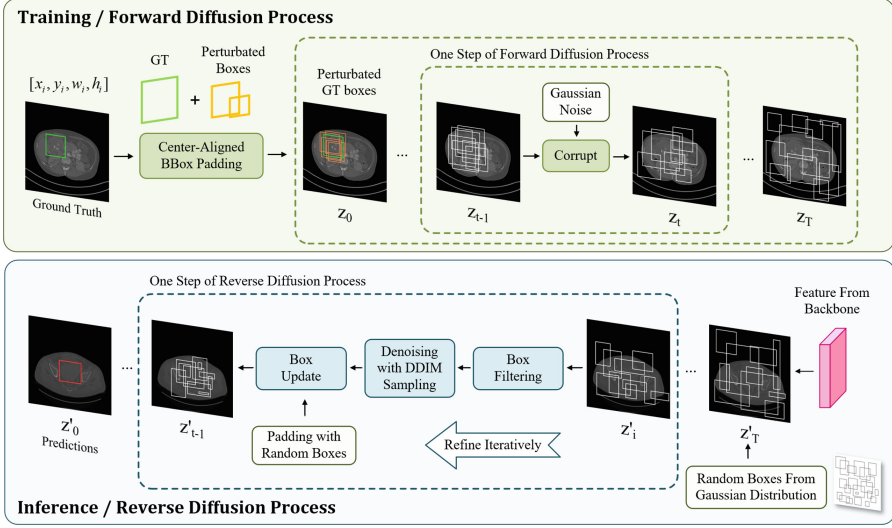 Training / Forward Diffusion Process
GT
Perturbated
Boxes
+
[x_i, y_i, w_i, h_i]
Center-Aligned
BBox Padding
Ground Truth
One Step of Forward Diffusion Process
Perturbated
GT boxes
Gaussian
Noise
...
Corrupt
...
z_0
z_{t-1}
z_t
z_T
One Step of Reverse Diffusion Process
Feature From
Backbone
...
Box
Update
Denoising
with DDIM
Sampling
Box
Filtering
...
z'_0
Predictions
z'_{t-1}
Padding with
Random Boxes
Refine Iteratively
z'_i
z'_T
Random Boxes From
Gaussian Distribution
Inference / Reverse Diffusion Process